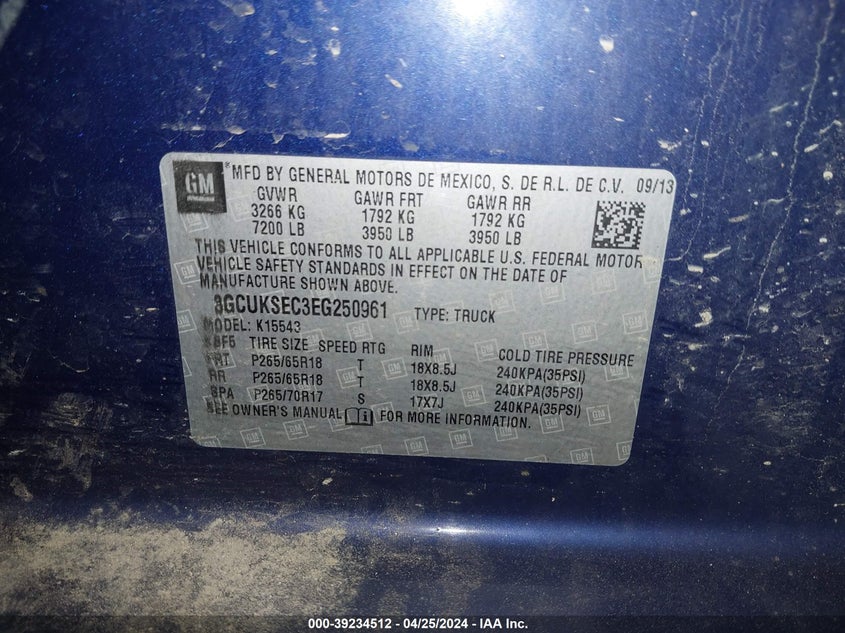 GM
*MFD BY GENERAL MOTORS DE MEXICO, S. DE R.L. DE C.V. 09/13
GVWR GAWR FRT GAWR RR
3266 KG 1792 KG 1792 KG
7200 LB 3950 LB 3950 LB
THIS VEHICLE CONFORMS TO ALL APPLICABLE U.S. FEDERAL MOTOR
VEHICLE SAFETY STANDARDS IN EFFECT ON THE DATE OF
MANUFACTURE SHOWN ABOVE.
3GCUKSEC3EG250961 TYPE: TRUCK
MODEL: K15543
TIRE SIZE SPEED RTG RIM COLD TIRE PRESSURE
FRT P265/65R18 T 18X8.5J 240KPA(35PSI)
RR P265/65R18 T 18X8.5J 240KPA(35PSI)
SPA P265/70R17 S 17X7J 240KPA(35PSI)
SEE OWNER'S MANUAL FOR MORE INFORMATION.
000-39234512 - 04/25/2024 - IAA Inc.